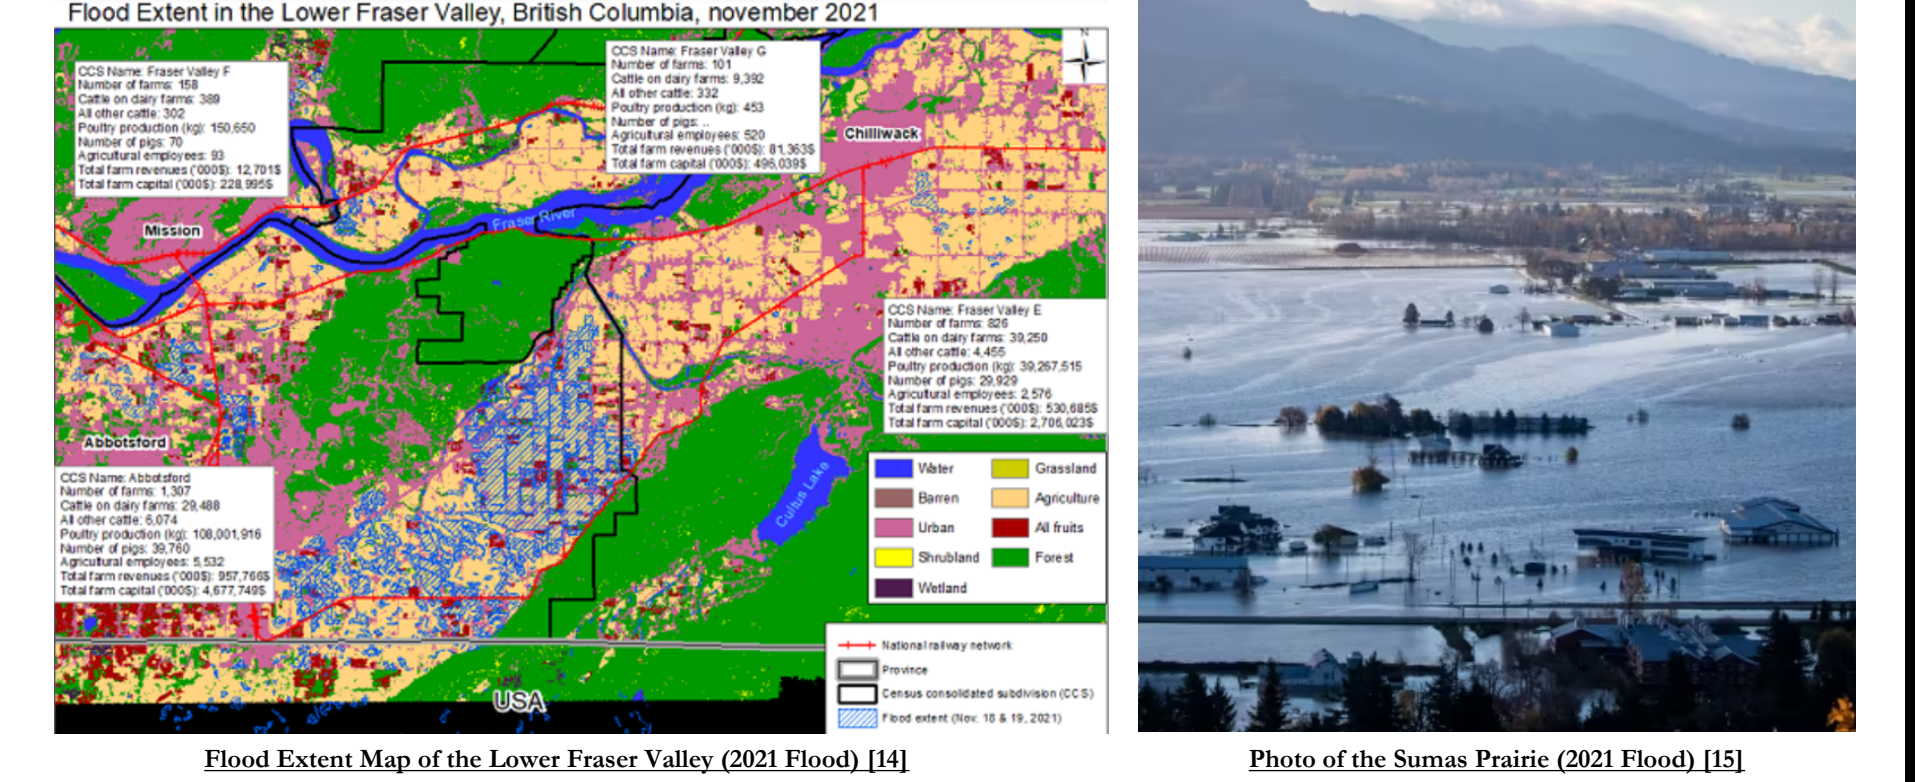 Flood Extent in the Lower Fraser Valley, British Columbia, november 2021
CCS Name: Fraser Valley F
Number of farms: 158
Cattle on dairy farms: 389
All other cattle: 302
Poultry production (kg): 150,650
Number of pigs: 70
Agricultural employees: 93
Total farm revenues ('000$): 12,701$
Total farm capital ('000$): 228,995$
CCS Name: Fraser Valley G
Number of farms: 101
Cattle on dairy farms: 9,392
All other cattle: 332
Poultry production (kg): 453
Number of pigs: ..
Agricultural employees: 520
Total farm revenues ('000$): 81,363$
Total farm capital ('000$): 496,039$
N
Chilliwack
Mission
Fraser River
CCS Name: Fraser Valley E
Number of farms: 826
Cattle on dairy farms: 39,250
All other cattle: 4,455
Poultry production (kg): 39,267,515
Number of pigs: 29,929
Agricultural employees: 2,576
Total farm revenues ('000$): 530,685$
Total farm capital ('000$): 2,706,023$
Abbotsford
CCS Name: Abbotsford
Number of farms: 1,307
Cattle on dairy farms: 29,488
All other cattle: 6,074
Poultry production (kg): 108,001,916
Number of pigs: 39,760
Agricultural employees: 5,532
Total farm revenues ('000$): 957,766$
Total farm capital ('000$): 4,677,749$
Cultus Lake
Water
Grassland
Barren
Agriculture
Urban
All fruits
Shrubland
Forest
Wetland
National railway network
Province
Census consolidated subdivision (CCS)
Flood extent (Nov. 18 & 19, 2021)
USA
Flood Extent Map of the Lower Fraser Valley (2021 Flood) [14]
Photo of the Sumas Prairie (2021 Flood) [15]